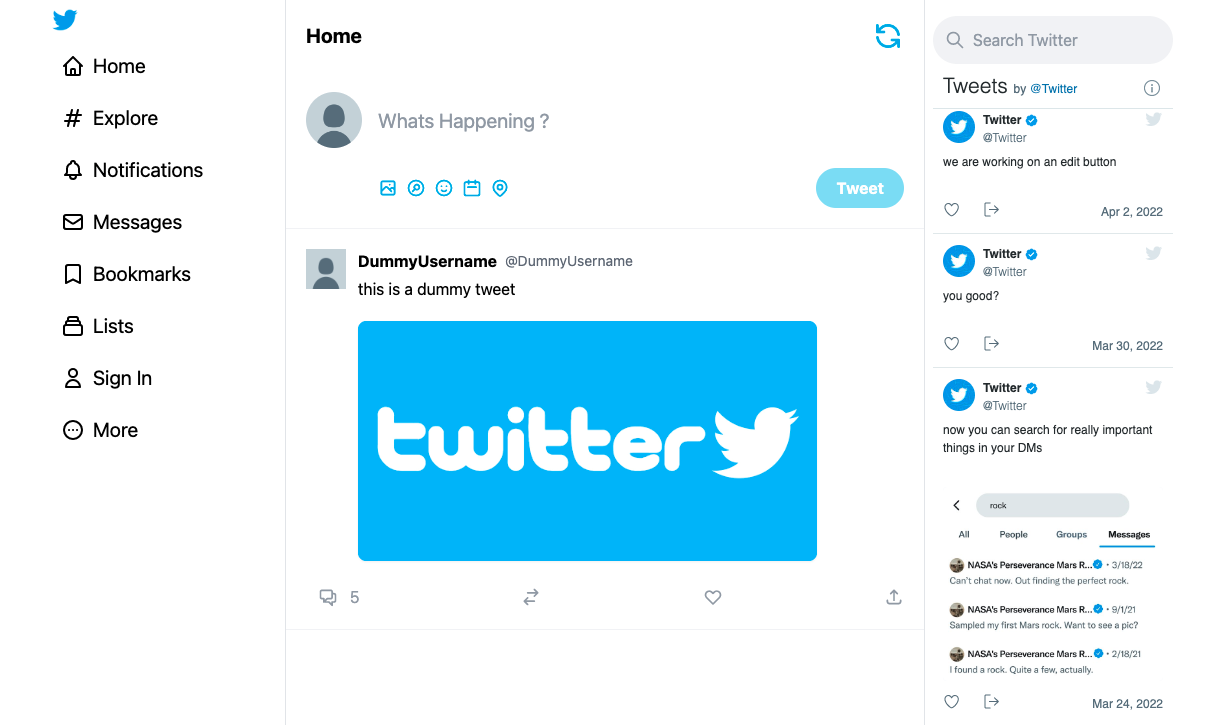 Home
Explore
Notifications
Messages
Bookmarks
Lists
Sign In
More
Home
Whats Happening ?
Tweet
DummyUsername @DummyUsername
this is a dummy tweet
twitter
5
Search Twitter
Tweets by @Twitter
Twitter
@Twitter
we are working on an edit button
Apr 2, 2022
Twitter
@Twitter
you good?
Mar 30, 2022
Twitter
@Twitter
now you can search for really important
things in your DMs
rock
All People Groups Messages
NASA's Perseverance Mars R... • 3/18/22
Can't chat now. Out finding the perfect rock.
NASA's Perseverance Mars R... • 9/1/21
Sampled my first Mars rock. Want to see a pic?
NASA's Perseverance Mars R... • 2/18/21
I found a rock. Quite a few, actually.
Mar 24, 2022